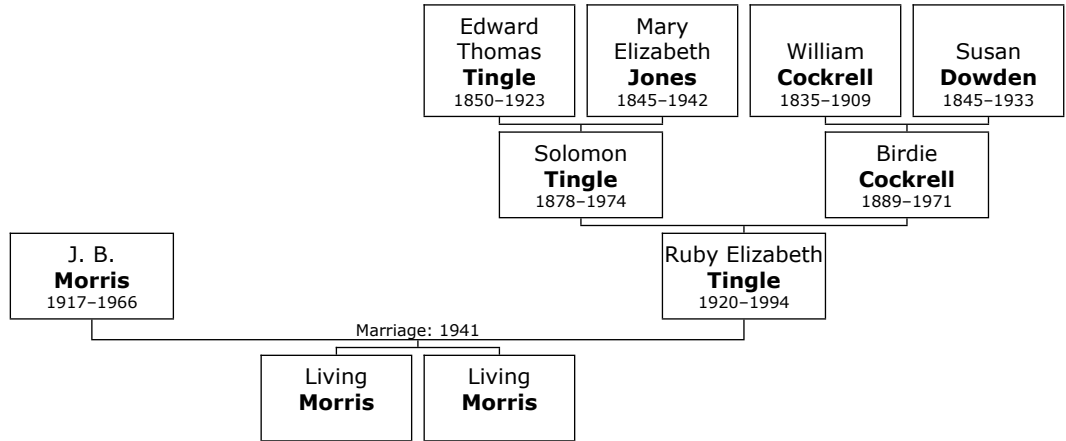 Edward
Thomas
Tingle
1850–1923
Mary
Elizabeth
Jones
1845–1942
William
Cockrell
1835–1909
Susan
Dowden
1845–1933
Solomon
Tingle
1878–1974
Birdie
Cockrell
1889–1971
J. B.
Morris
1917–1966
Ruby Elizabeth
Tingle
1920–1994
Marriage: 1941
Living
Morris
Living
Morris